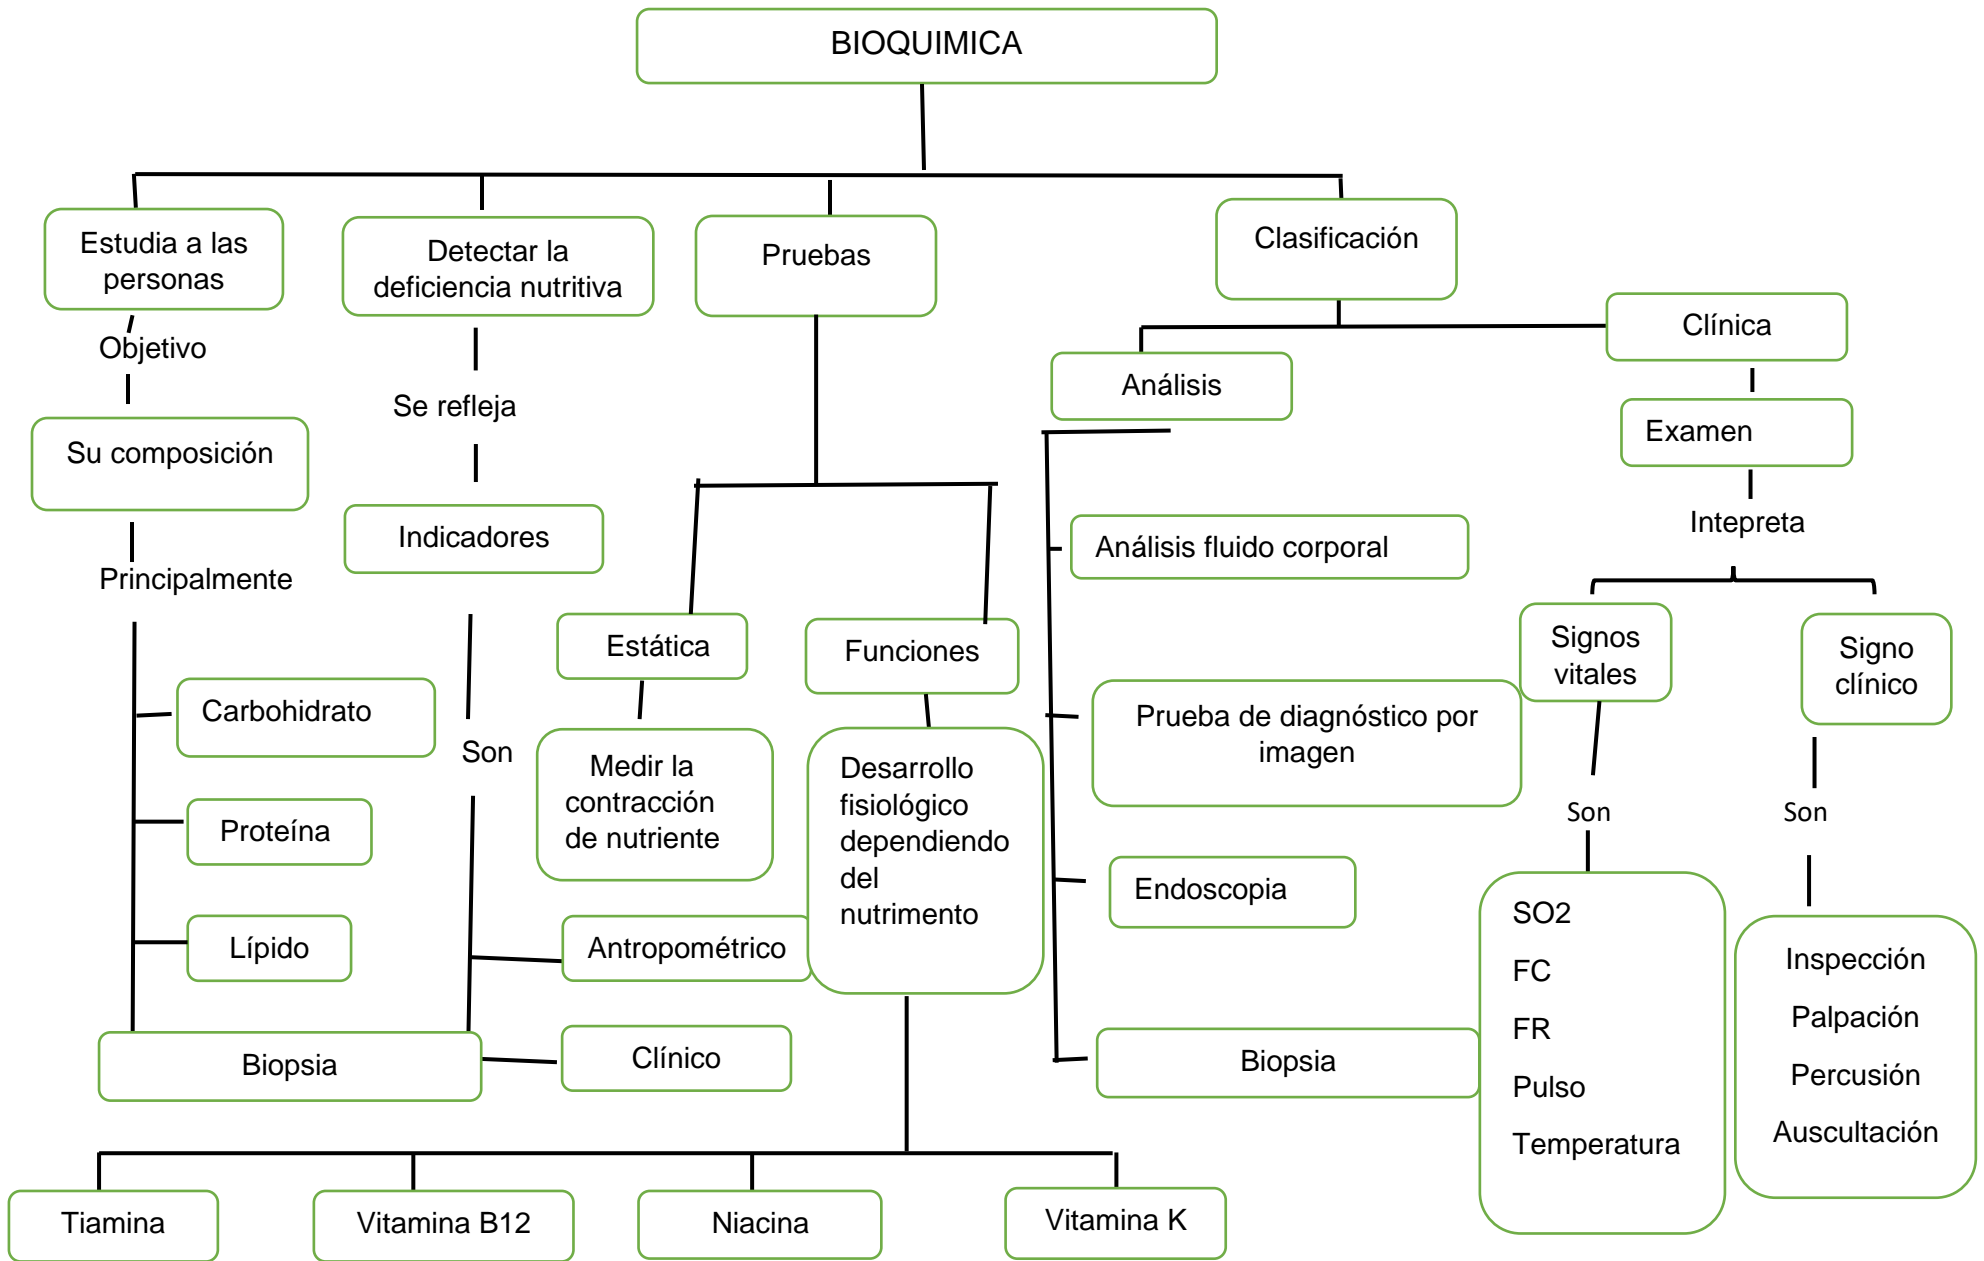 BIOQUIMICA
Estudia a las
personas
Objetivo
Su composición
Principalmente
Carbohidrato
Proteína
Lípido
Biopsia
Detectar la
deficiencia nutritiva
Se refleja
Indicadores
Son
Antropométrico
Clínico
Pruebas
Estática
Medir la
contracción
de nutriente
Funciones
Desarrollo
fisiológico
dependiendo
del
nutrimento
Tiamina
Vitamina B12
Niacina
Vitamina K
Clasificación
Análisis
Análisis fluido corporal
Prueba de diagnóstico por
imagen
Endoscopia
Biopsia
Clínica
Examen
Intepreta
Signos
vitales
Son
SO2
FC
FR
Pulso
Temperatura
Signo
clínico
Son
Inspección
Palpación
Percusión
Auscultación